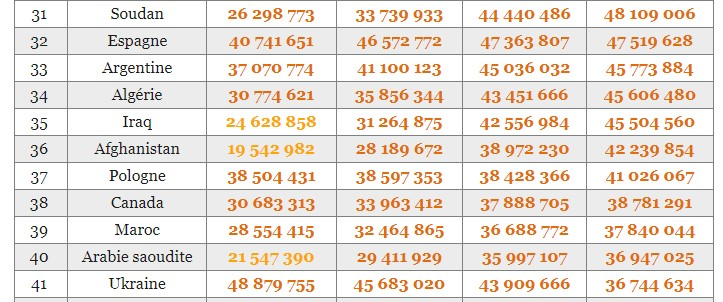 31 Soudan 26 298 773 33 739 933 44 440 486 48 109 006
32 Espagne 40 741 651 46 572 772 47 363 807 47 519 628
33 Argentine 37 070 774 41 100 123 45 036 032 45 773 884
34 Algérie 30 774 621 35 856 344 43 451 666 45 606 480
35 Iraq 24 628 858 31 264 875 42 556 984 45 504 560
36 Afghanistan 19 542 982 28 189 672 38 972 230 42 239 854
37 Pologne 38 504 431 38 597 353 38 428 366 41 026 067
38 Canada 30 683 313 33 963 412 37 888 705 38 781 291
39 Maroc 28 554 415 32 464 865 36 688 772 37 840 044
40 Arabie saoudite 21 547 390 29 411 929 35 997 107 36 947 025
41 Ukraine 48 879 755 45 683 020 43 909 666 36 744 634